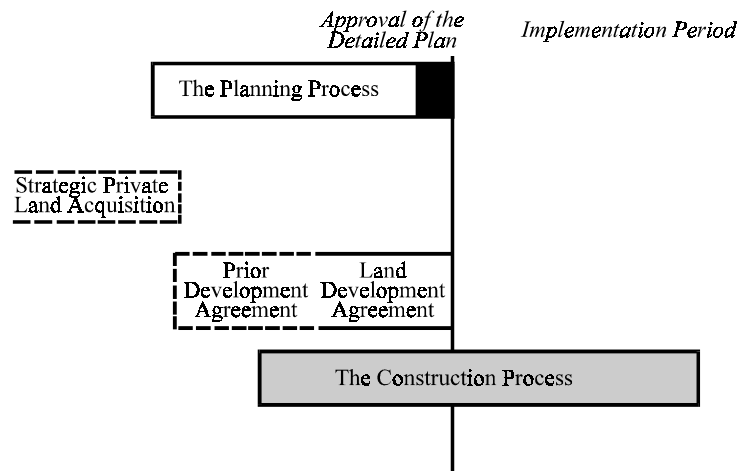 Approval of the
Detailed Plan
Implementation Period
The Planning Process
Strategic Private
Land Acquisition
Prior
Development
Agreement
Land
Development
Agreement
The Construction Process